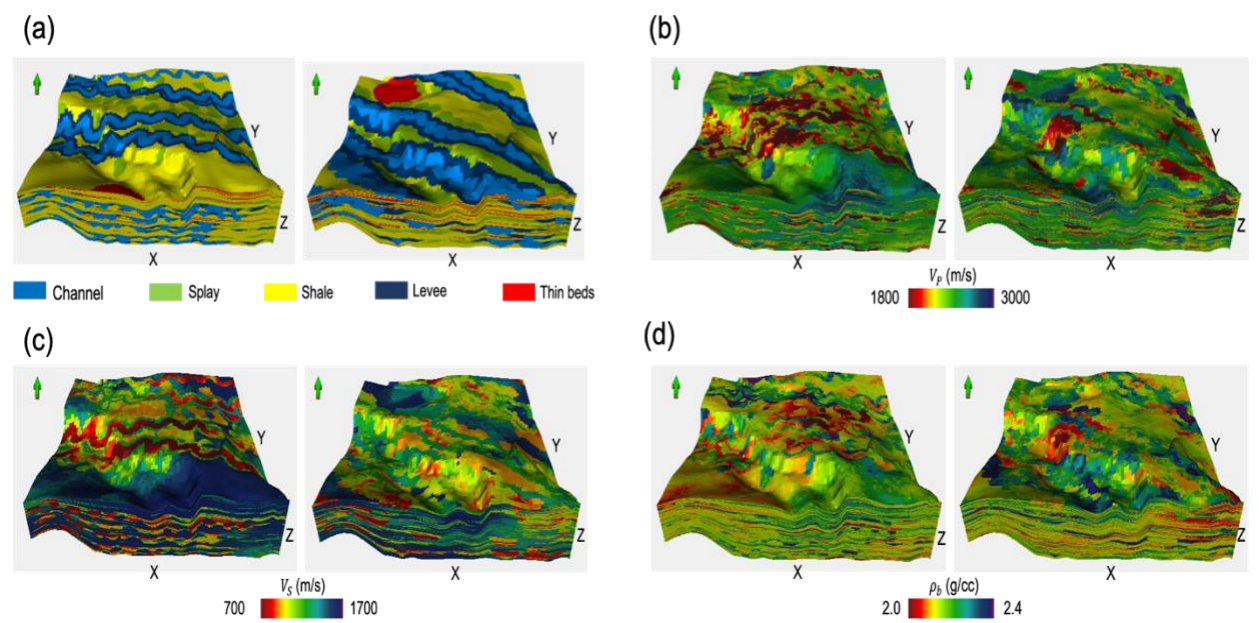 (a)
(b)
Y
Y
Z
Z
X
X
X
X
Y
Y
Z
Z
Channel
Splay
Shale
Levee
Thin beds
V_P (m/s)
1800
3000
(c)
(d)
Y
Y
Z
Z
X
X
X
X
Y
Y
Z
Z
V_S (m/s)
700
1700
ρ_b (g/cc)
2.0
2.4